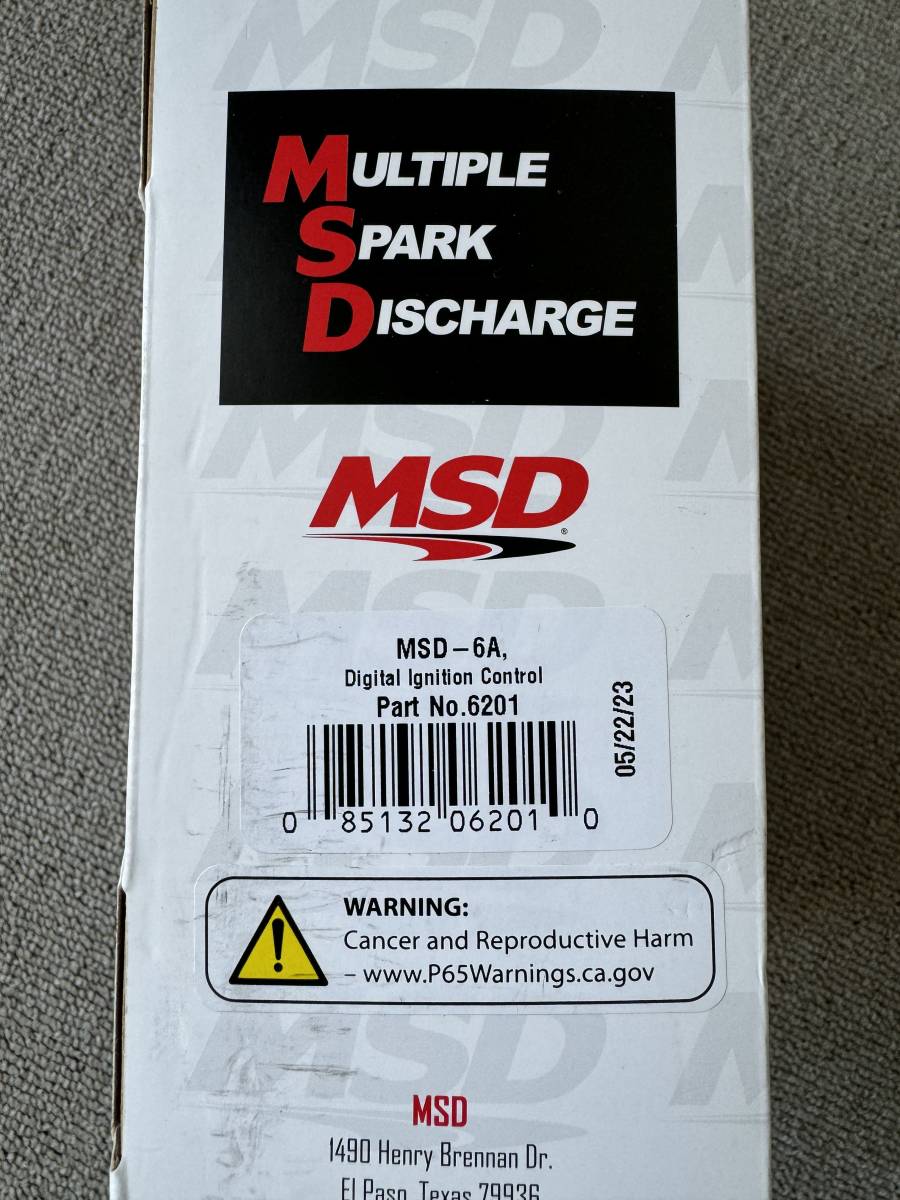 MULTIPLE
SPARK
DISCHARGE
MSD®
MSD-6A,
Digital Ignition Control
Part No.6201
05/22/23
0 85132 06201 0
WARNING:
Cancer and Reproductive Harm
– www.P65Warnings.ca.gov
MSD
1490 Henry Brennan Dr.
El Paso, Texas 79936